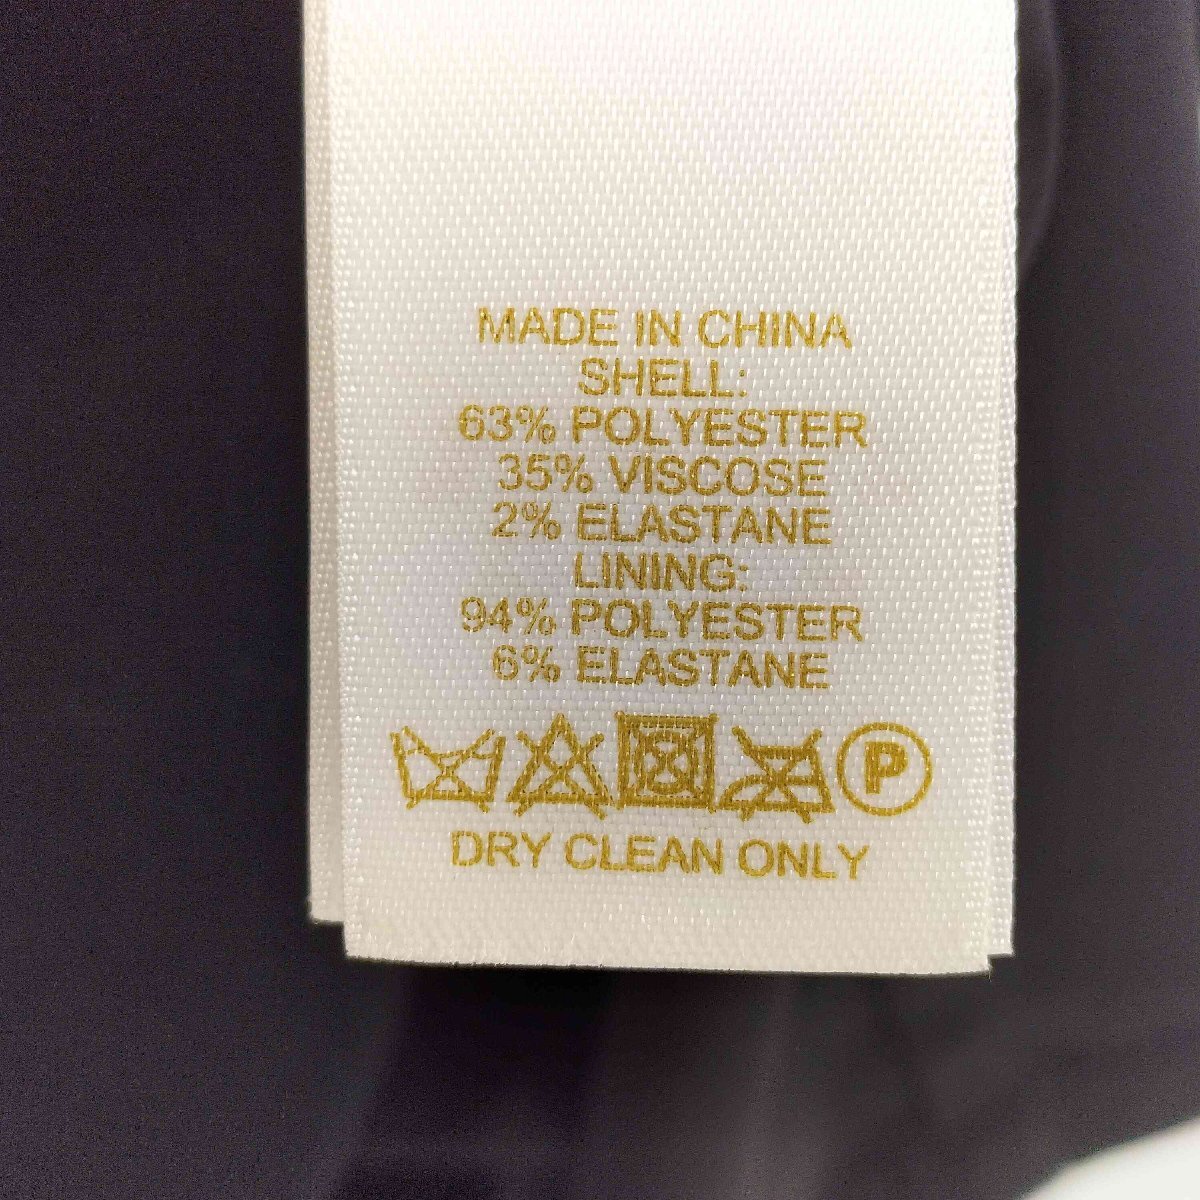 MADE IN CHINA
SHELL:
63% POLYESTER
35% VISCOSE
2% ELASTANE
LINING:
94% POLYESTER
6% ELASTANE
P
DRY CLEAN ONLY